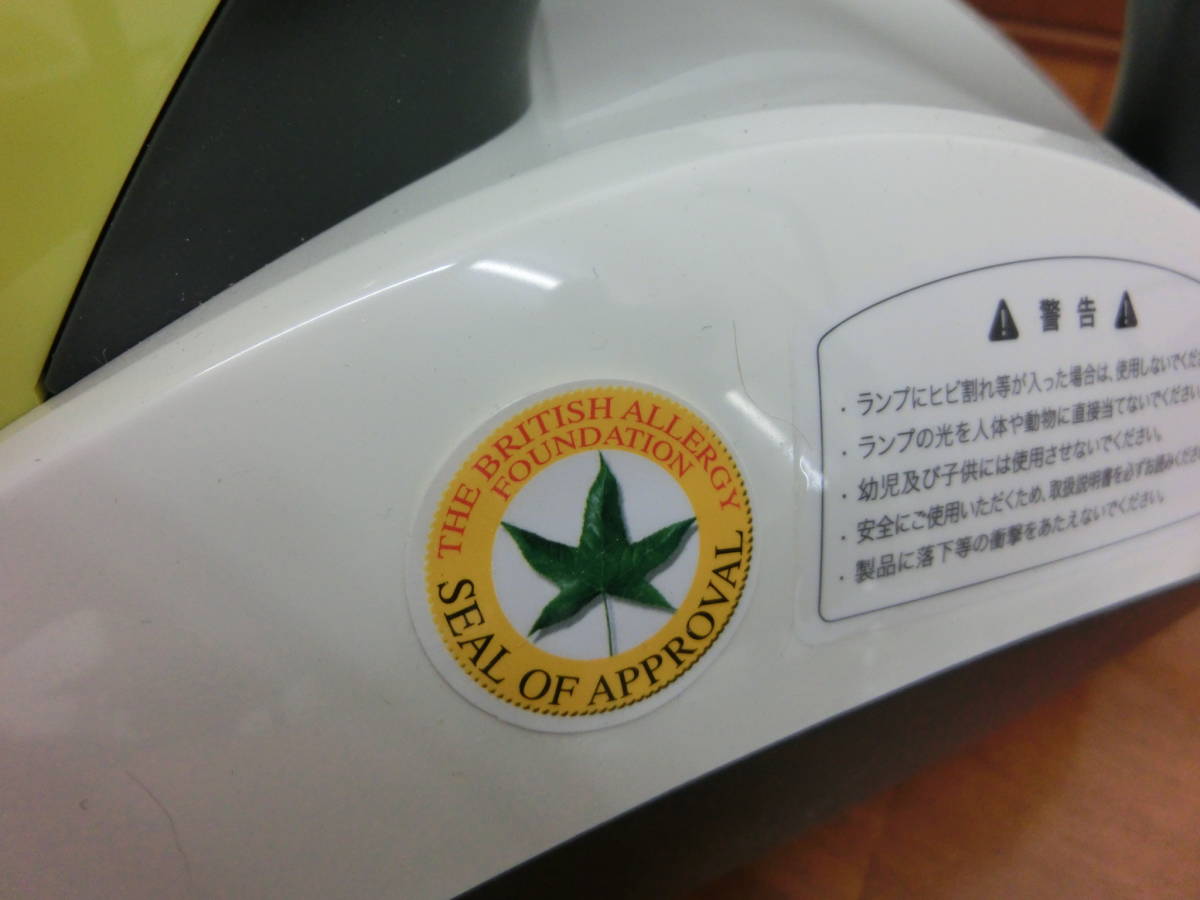 THE BRITISH ALLERGY
FOUNDATION
SEAL OF APPROVAL
警告
・ランプにヒビ割れ等が入った場合は、使用しないでくださ
・ランプの光を人体や動物に直接当てないでください。
・幼児及び子供には使用させないでください。
・安全にご使用いただくため、取扱説明書を必ずお読みくださ
・製品に落下等の衝撃をあたえないでください。